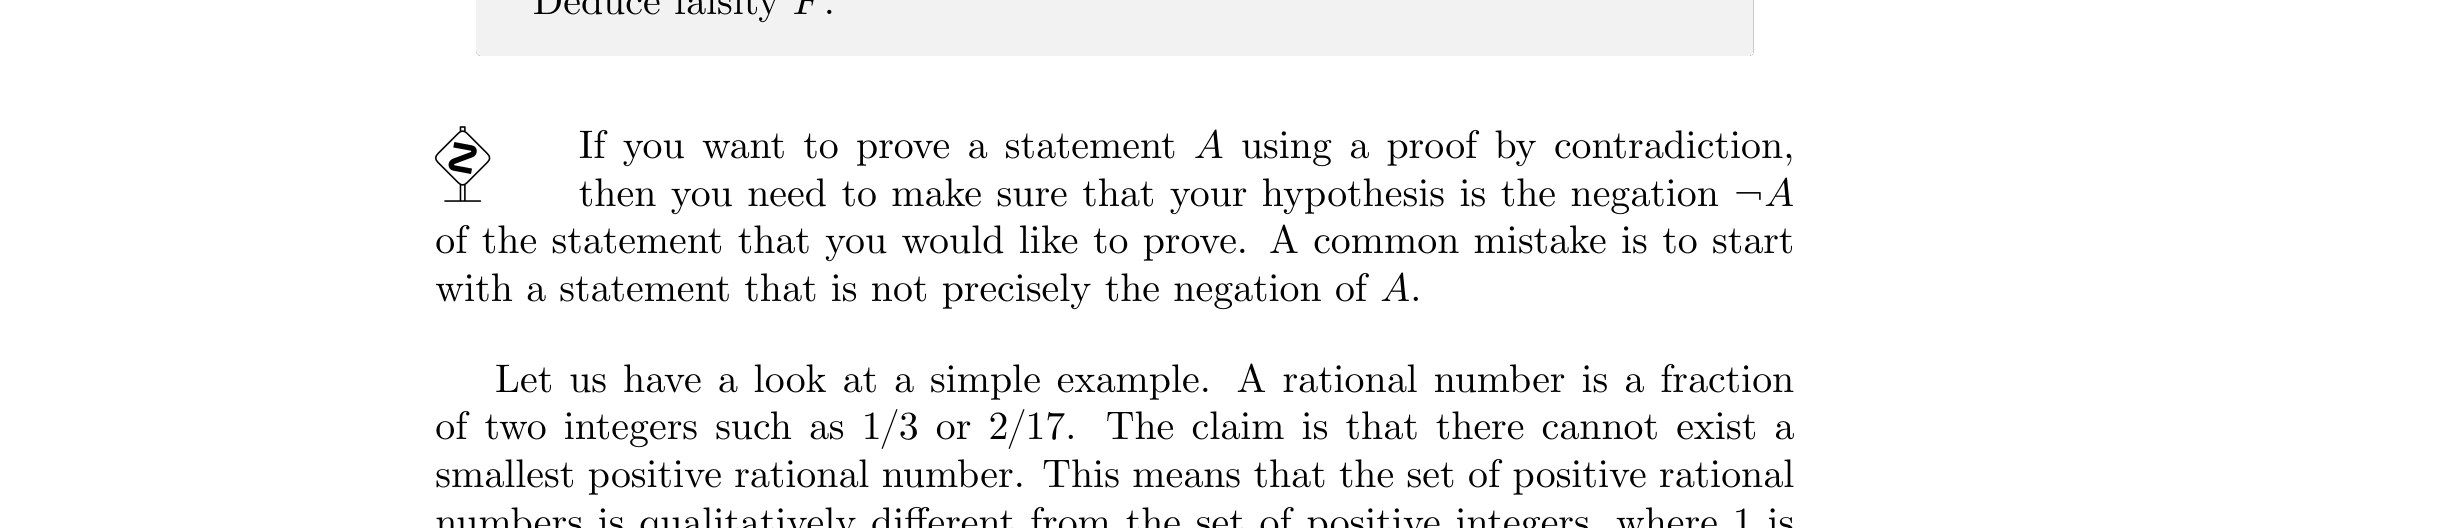 Deduce falsity F.
If you want to prove a statement A using a proof by contradiction,
then you need to make sure that your hypothesis is the negation ¬A
of the statement that you would like to prove. A common mistake is to start
with a statement that is not precisely the negation of A.
Let us have a look at a simple example. A rational number is a fraction
of two integers such as 1/3 or 2/17. The claim is that there cannot exist a
smallest positive rational number. This means that the set of positive rational
numbers is qualitatively different from the set of positive integers, where 1 is